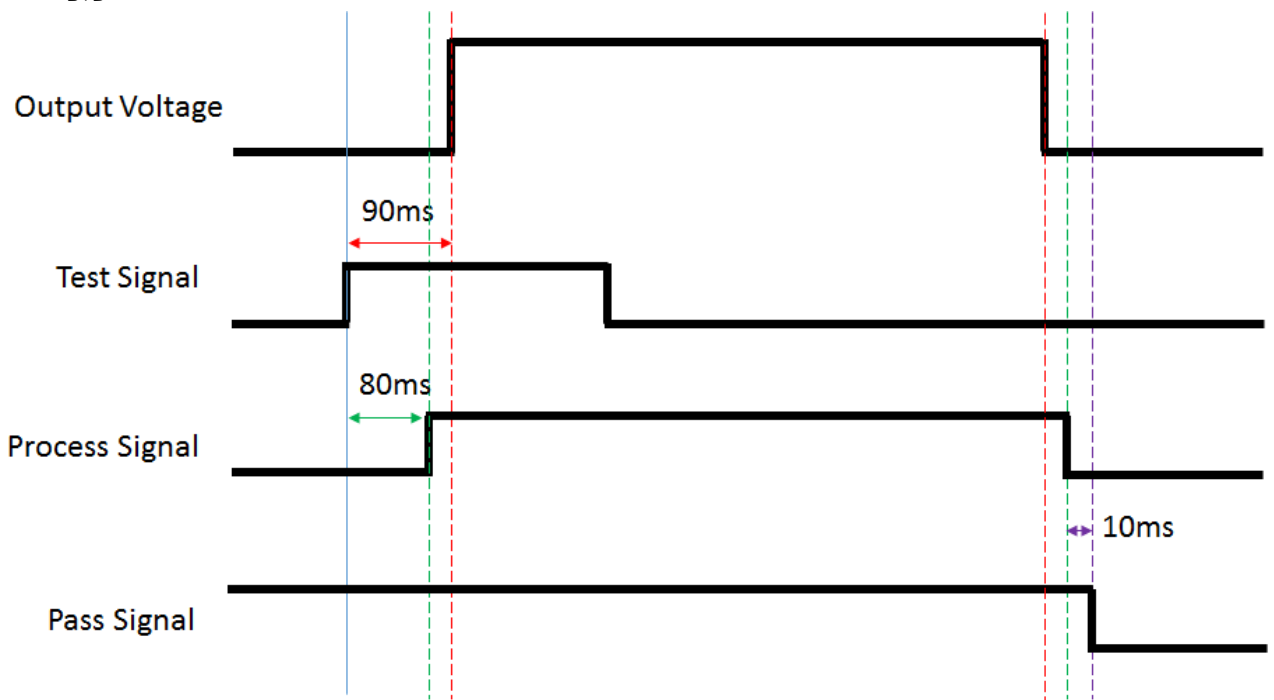 Output Voltage
90ms
Test Signal
80ms
Process Signal
10ms
Pass Signal